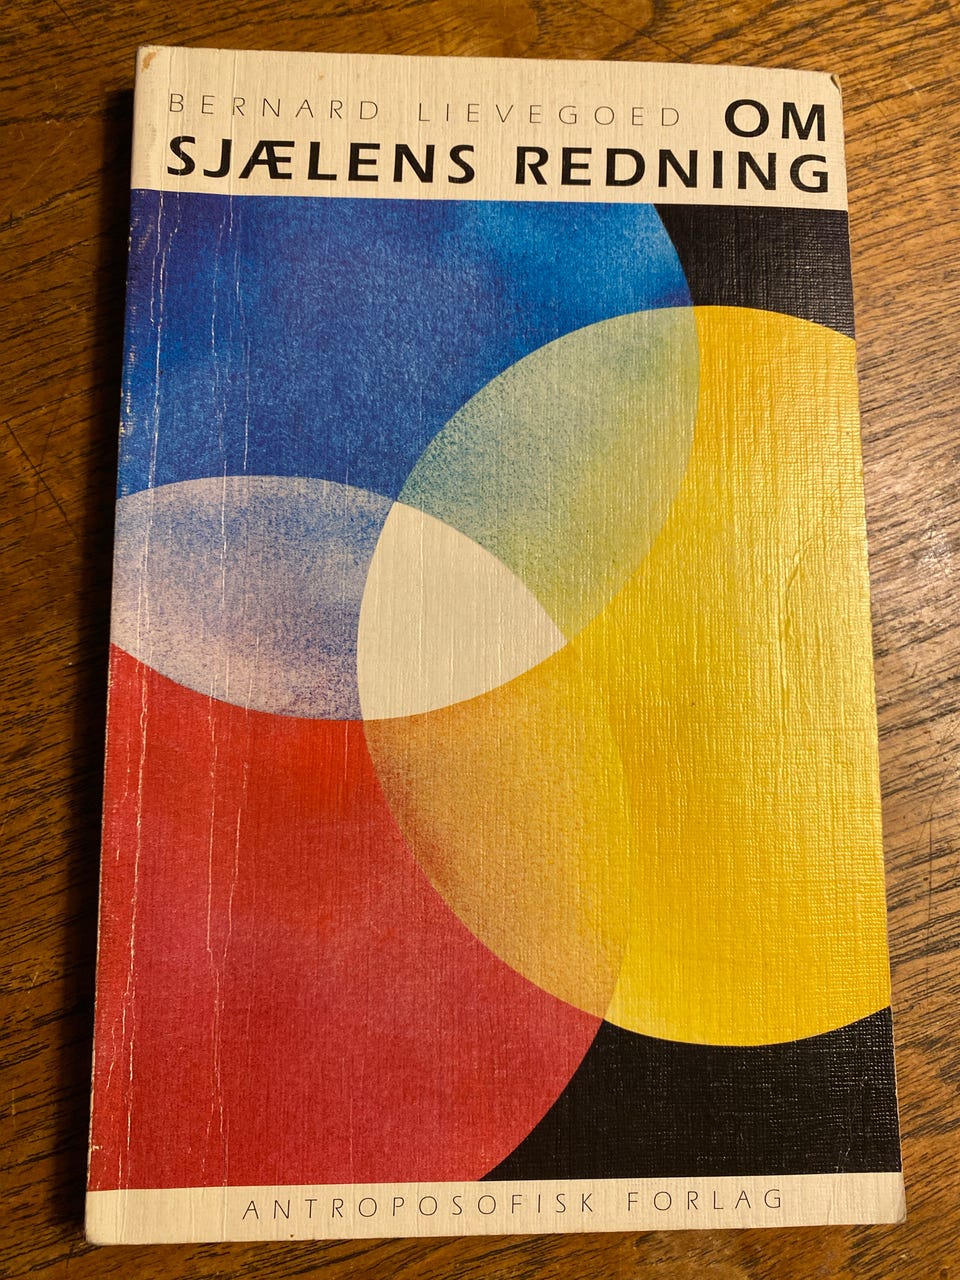 BERNARD LIEVEGOED OM
SJÆLENS REDNING
ANTROPOSOFISK FORLAG